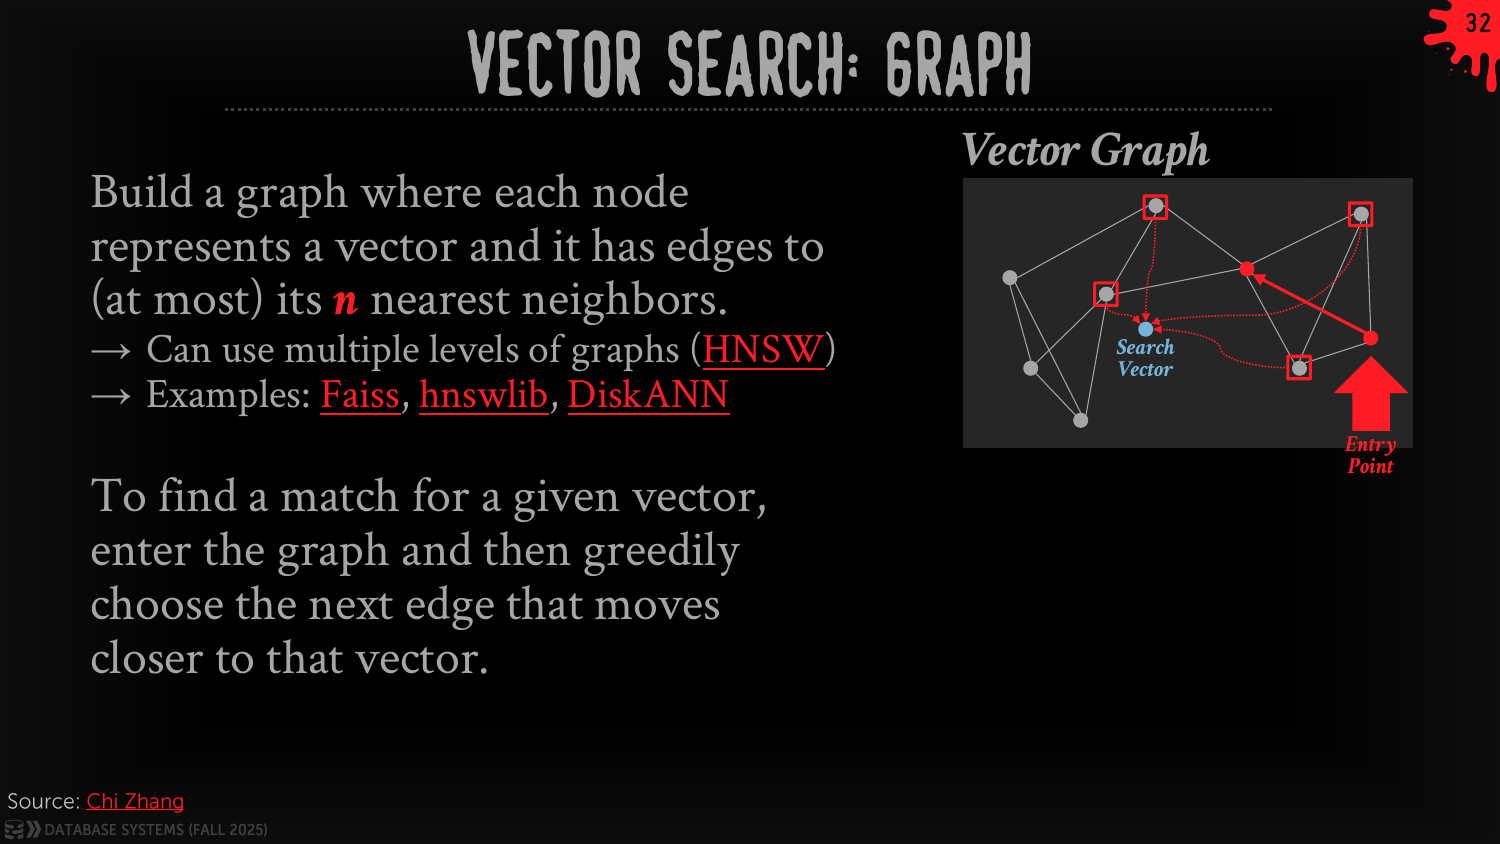 32
VECTOR SEARCH: GRAPH
Build a graph where each node
represents a vector and it has edges to
(at most) its n nearest neighbors.
→ Can use multiple levels of graphs (HNSW)
→ Examples: Faiss, hnswlib, DiskANN
To find a match for a given vector,
enter the graph and then greedily
choose the next edge that moves
closer to that vector.
Vector Graph
Search
Vector
Entry
Point
Source: Chi Zhang
DATABASE SYSTEMS (FALL 2025)